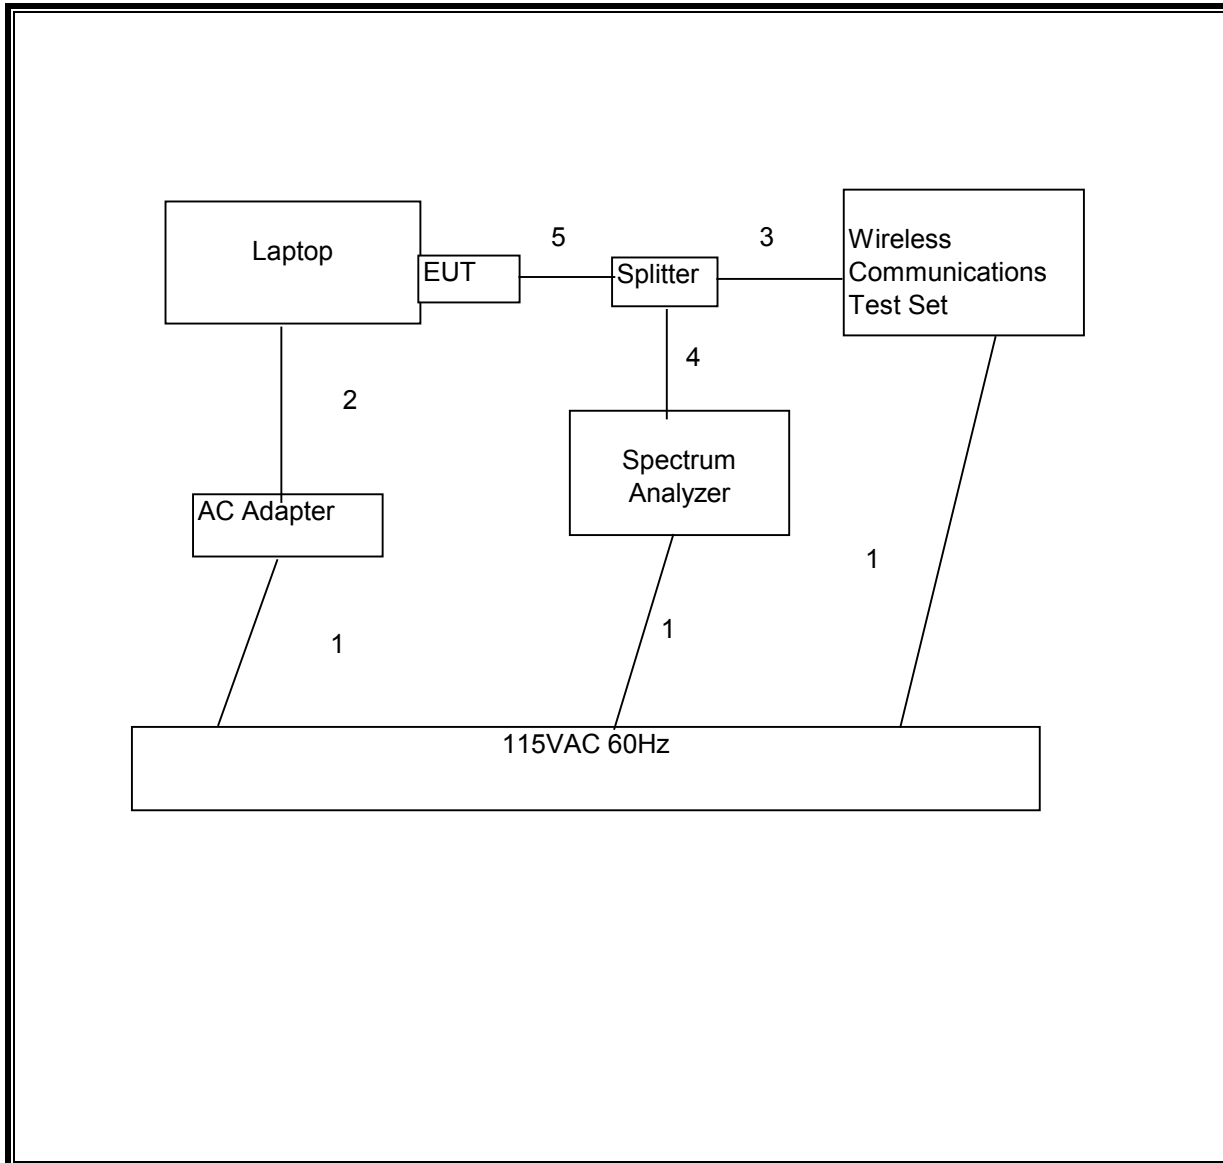 Laptop
EUT
5
Splitter
3
Wireless
Communications
Test Set
4
2
Spectrum
Analyzer
AC Adapter
1
1
1
115VAC 60Hz